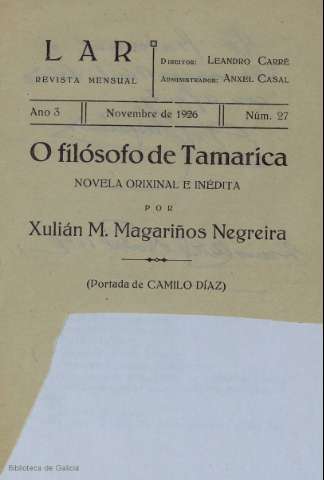 LAR
REVISTA MENSUAL
DIRECTOR: LEANDRO CARRÉ
ADMINISTRADOR: ANXEL CASAL
Ano 3 Novembre de 1926 Núm. 27
O filósofo de Tamarica
NOVELA ORIXINAL E INÉDITA
POR
Xulián M. Magariños Negreira
(Portada de CAMILO DÍAZ)
Biblioteca de Galicia